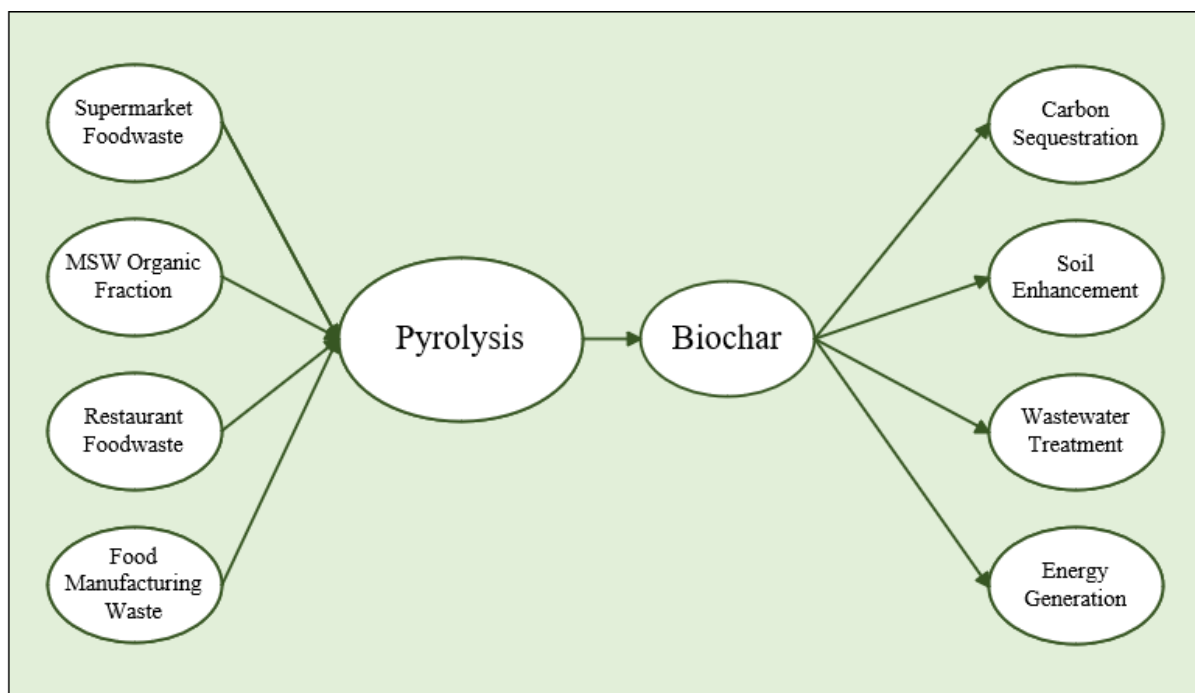 Supermarket
Foodwaste
MSW Organic
Fraction
Restaurant
Foodwaste
Food
Manufacturing
Waste
Pyrolysis
Biochar
Carbon
Sequestration
Soil
Enhancement
Wastewater
Treatment
Energy
Generation